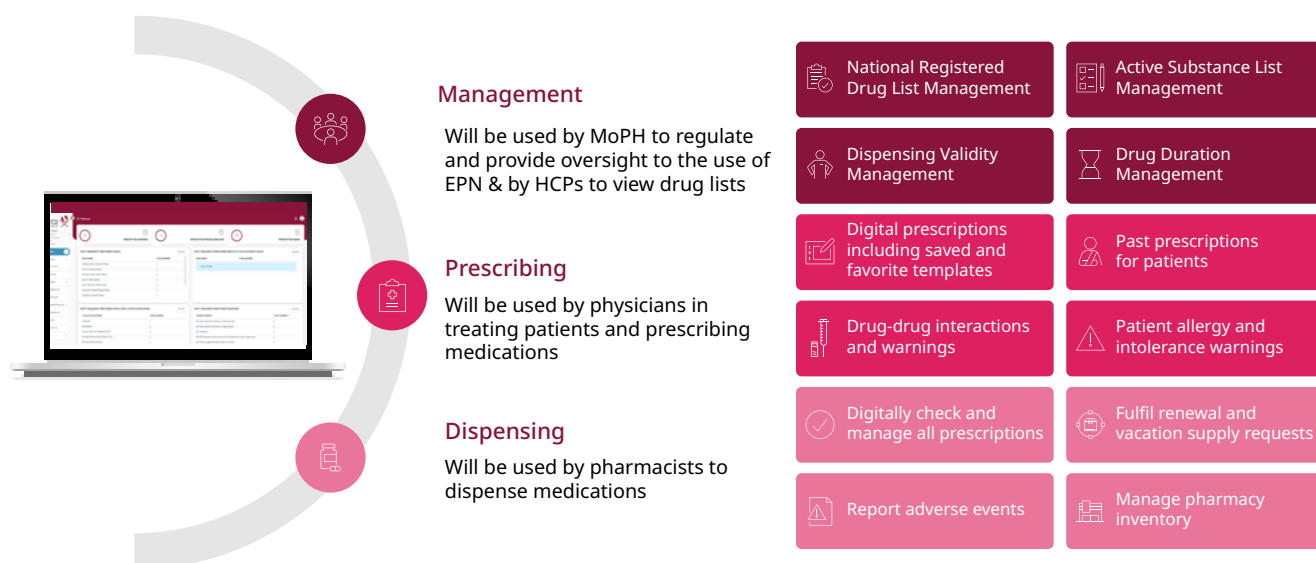 Management
Will be used by MoPH to regulate
and provide oversight to the use of
EPN & by HCPs to view drug lists
Prescribing
Will be used by physicians in
treating patients and prescribing
medications
Dispensing
Will be used by pharmacists to
dispense medications
National Registered
Drug List Management
Active Substance List
Management
Dispensing Validity
Management
Drug Duration
Management
Digital prescriptions
including saved and
favorite templates
Past prescriptions
for patients
Drug-drug interactions
and warnings
Patient allergy and
intolerance warnings
Digitally check and
manage all prescriptions
Fulfil renewal and
vacation supply requests
Report adverse events
Manage pharmacy
inventory